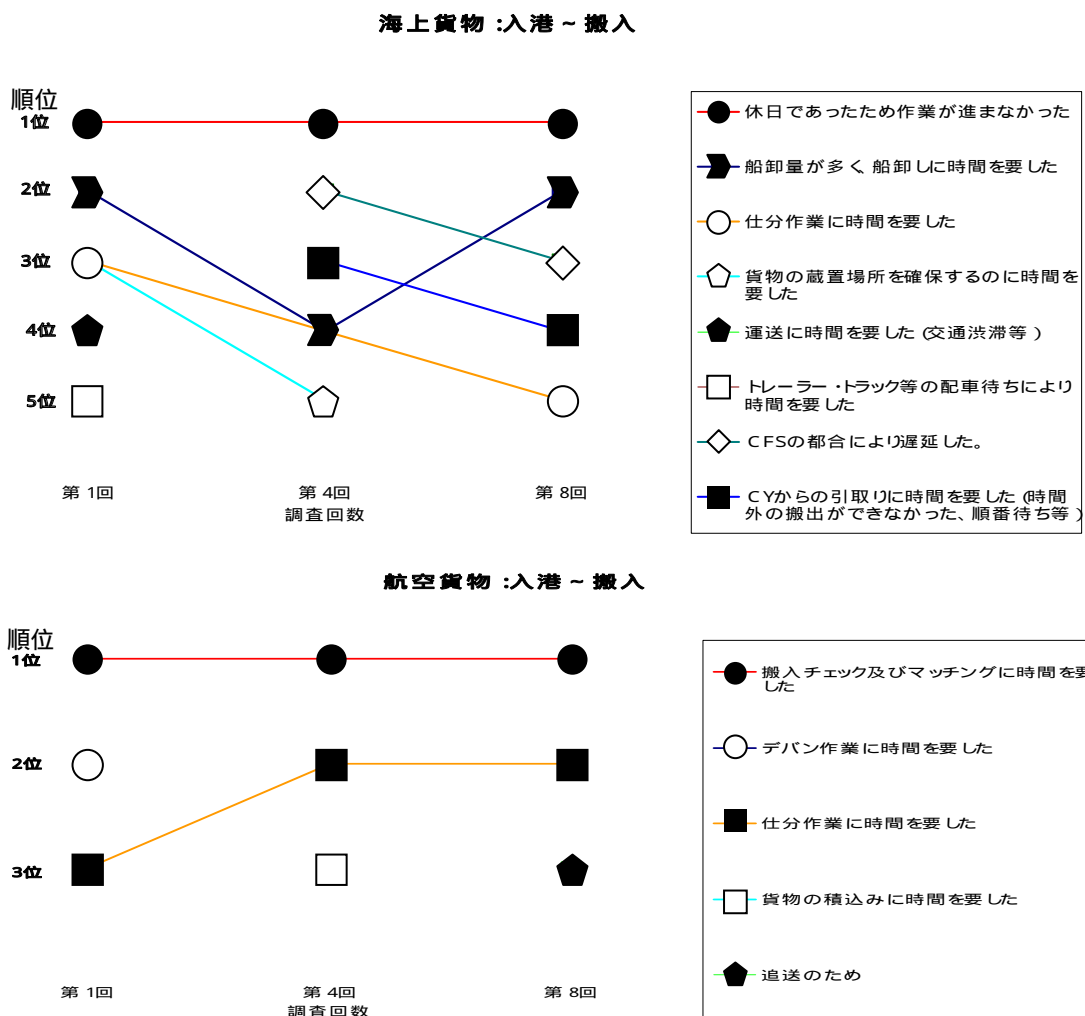 海上貨物 :入港 ~ 搬入
順位
1位
2位
3位
4位
5位
第 1回
第 4回
第 8回
調査回数
休日であったため作業が進まなかった
船卸量が多く、船卸しに時間を要した
仕分作業に時間を要した
貨物の蔵置場所を確保するのに時間を
要した
運送に時間を要した (交通渋滞等 )
トレーラー ・トラック等の配車待ちにより
時間を要した
CFSの都合により遅延した。
CYからの引取りに時間を要した (時間
外の搬出ができなかった、順番待ち等 )
航空貨物 :入港 ~ 搬入
順位
1位
2位
3位
第 1回
第 4回
第 8回
調査回数
搬入チェック及びマッチングに時間を要
した
デバン作業に時間を要した
仕分作業に時間を要した
貨物の積込みに時間を要した
追送のため